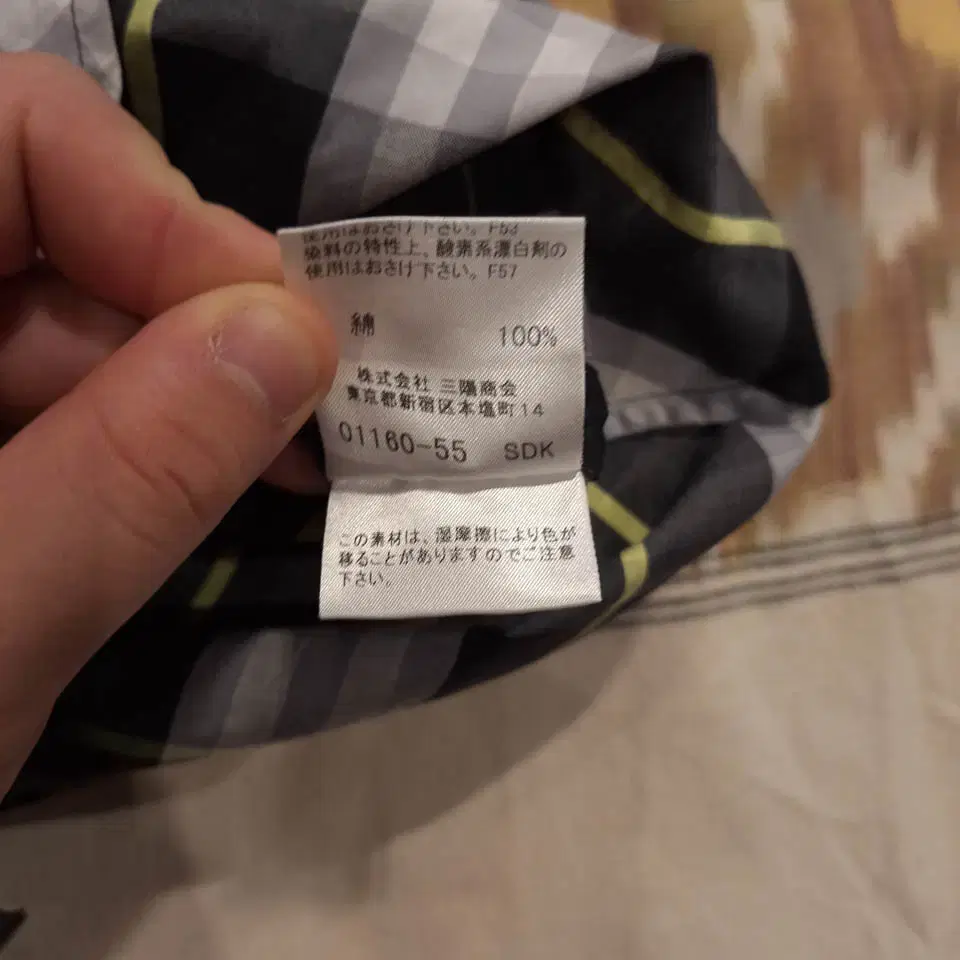 使用はおさけ下さい。F53
染料の特性上、酸素系漂白剤の
使用はおさけ下さい。F57
綿 100%
株式会社 三陽商会
東京都新宿区本塩町14
01160-55 SDK
この素材は、湿摩擦により色が
移ることがありますのでご注意
下さい。